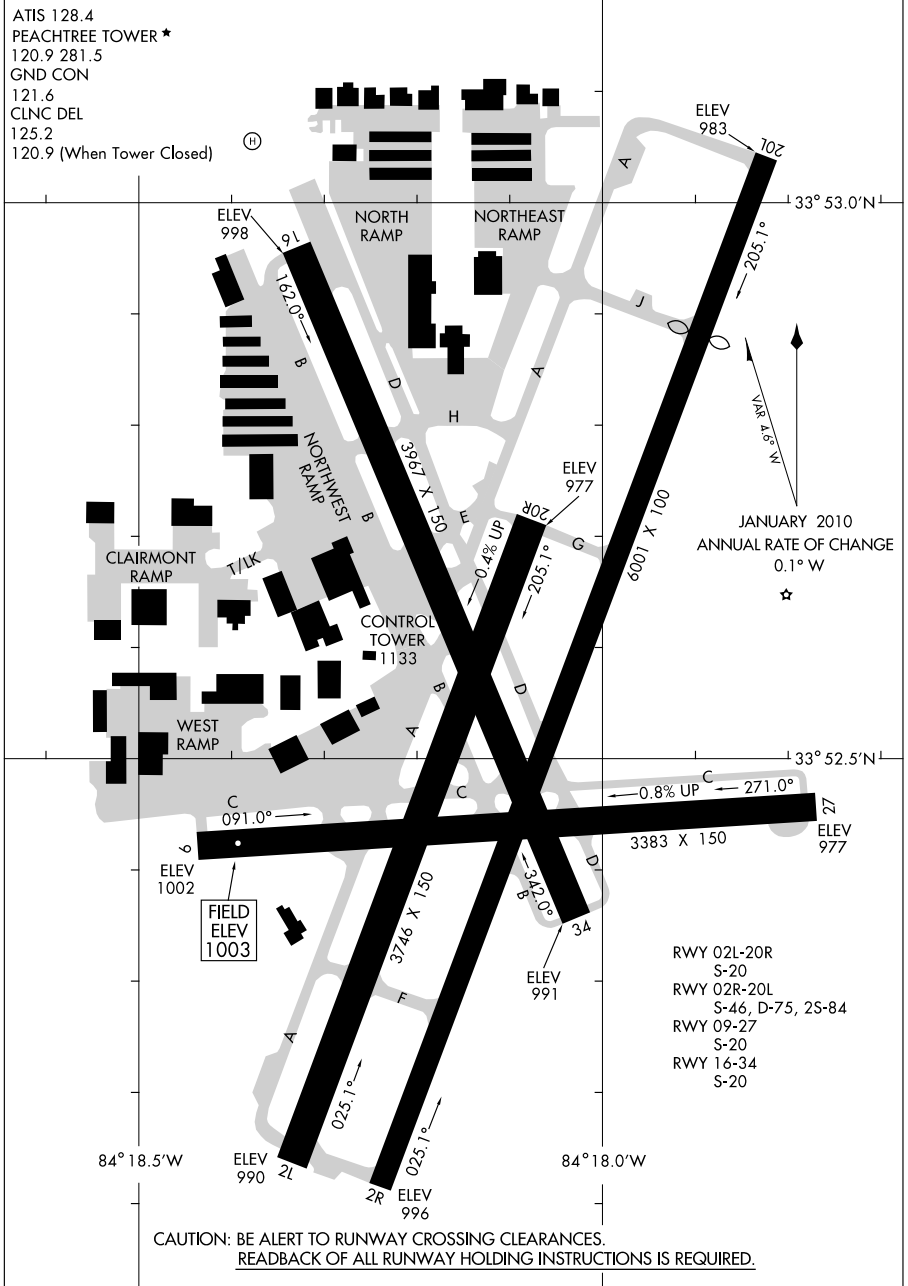 ATIS 128.4
PEACHTREE TOWER ★
120.9 281.5
GND CON
121.6
CLNC DEL
125.2
120.9 (When Tower Closed)
H
ELEV
983
20L
A
33° 53.0'N
ELEV
998
16
NORTH
RAMP
NORTHEAST
RAMP
205.1°
162.0°
J
B
D
A
H
VAR 4.6° W
NORTHWEST
RAMP
3967 X 150
ELEV
977
20R
B
E
G
0.4% UP
205.1°
6001 X 100
JANUARY 2010
ANNUAL RATE OF CHANGE
0.1° W
CLAIRMONT
RAMP
T/LK
CONTROL
TOWER
1133
B
D
A
WEST
RAMP
33° 52.5'N
C
091.0°
C
C
0.8% UP
271.0°
27
9
ELEV
1002
3383 X 150
ELEV
977
FIELD
ELEV
1003
3746 X 150
D
B
342.0°
34
ELEV
991
RWY 02L-20R
S-20
RWY 02R-20L
S-46, D-75, 2S-84
RWY 09-27
S-20
RWY 16-34
S-20
F
A
025.1°
025.1°
84° 18.5'W
84° 18.0'W
ELEV
990
2L
2R
ELEV
996
CAUTION: BE ALERT TO RUNWAY CROSSING CLEARANCES.
READBACK OF ALL RUNWAY HOLDING INSTRUCTIONS IS REQUIRED.